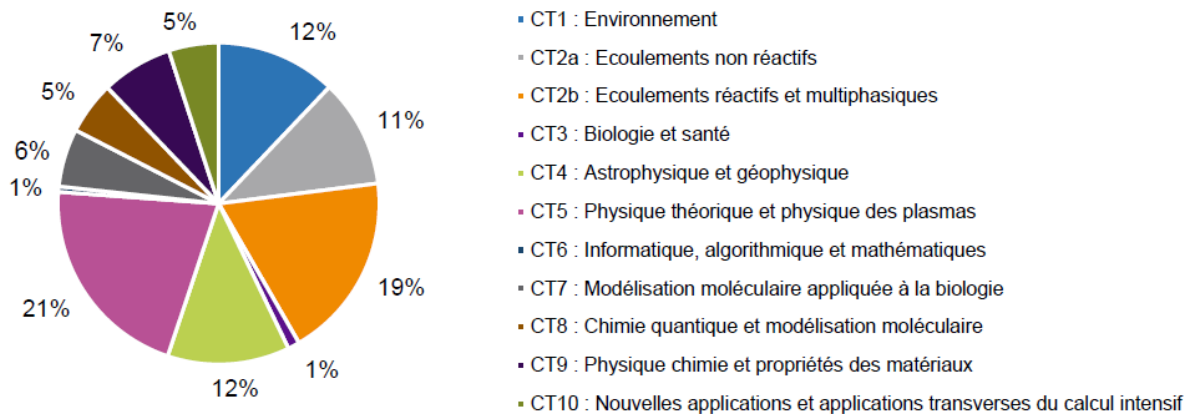 5%
12%
7%
5%
11%
6%
1%
19%
21%
1%
12%
CT1 : Environnement
CT2a : Ecoulements non réactifs
CT2b : Ecoulements réactifs et multiphasiques
CT3 : Biologie et santé
CT4 : Astrophysique et géophysique
CT5 : Physique théorique et physique des plasmas
CT6 : Informatique, algorithmique et mathématiques
CT7 : Modélisation moléculaire appliquée à la biologie
CT8 : Chimie quantique et modélisation moléculaire
CT9 : Physique chimie et propriétés des matériaux
CT10 : Nouvelles applications et applications transverses du calcul intensif